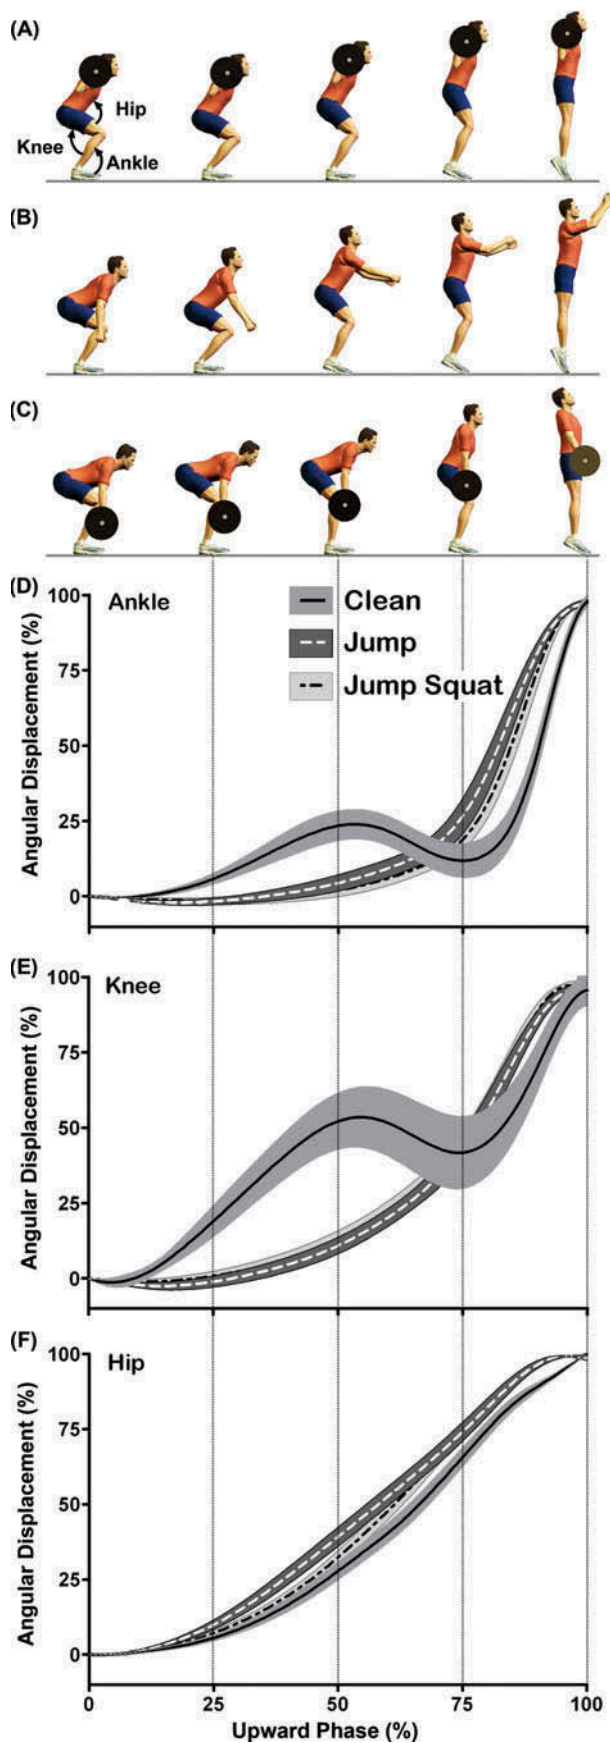 (A)
Hip
Knee
Ankle
(B)
(C)
(D)
Ankle
Clean
Jump
Jump Squat
Angular Displacement (%)
100
75
50
25
0
(E)
Knee
Angular Displacement (%)
100
75
50
25
0
(F)
Hip
Angular Displacement (%)
100
75
50
25
0
0 25 50 75 100
Upward Phase (%)